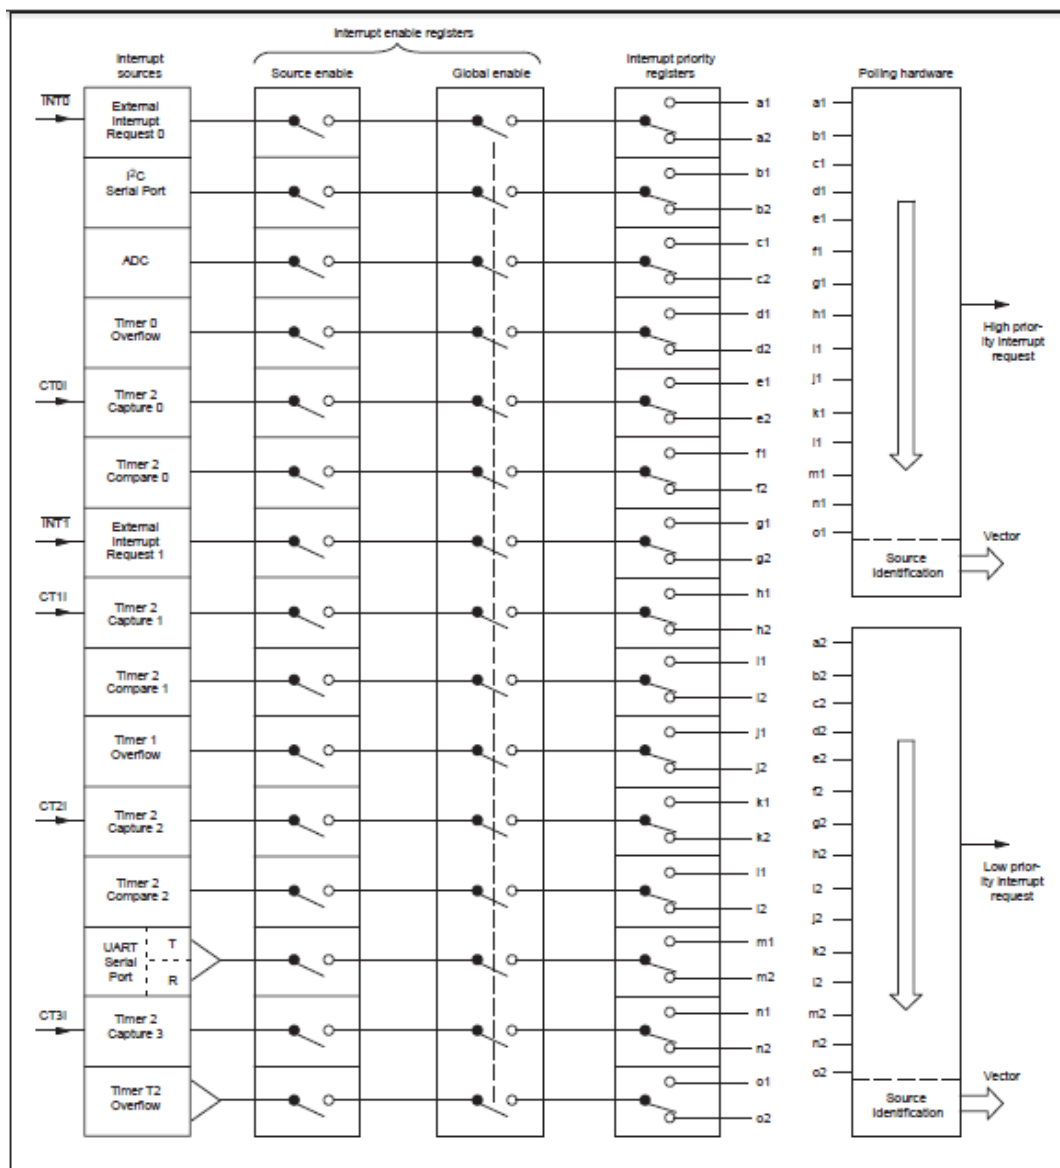 Interrupt enable registers
Interrupt
sources
Source enable
Global enable
Interrupt priority
registers
Polling hardware
INT0
External
Interrupt
Request 0
a1
a2
I2C
Serial Port
b1
b2
ADC
c1
c2
Timer 0
Overflow
d1
d2
CT0I
Timer 2
Capture 0
e1
e2
Timer 2
Compare 0
f1
f2
INT1
External
Interrupt
Request 1
g1
g2
CT1I
Timer 2
Capture 1
h1
h2
Timer 2
Compare 1
i1
i2
Timer 1
Overflow
j1
j2
CT2I
Timer 2
Capture 2
k1
k2
Timer 2
Compare 2
l1
l2
UART
Serial
Port
T
R
m1
m2
CT3I
Timer 2
Capture 3
n1
n2
Timer T2
Overflow
o1
o2
a1
b1
c1
d1
e1
f1
g1
h1
i1
j1
k1
l1
m1
n1
o1
High prior-
ity interrupt
request
Source
Identification
Vector
a2
b2
c2
d2
e2
f2
g2
h2
i2
j2
k2
l2
m2
n2
o2
Low prior-
ity interrupt
request
Source
Identification
Vector